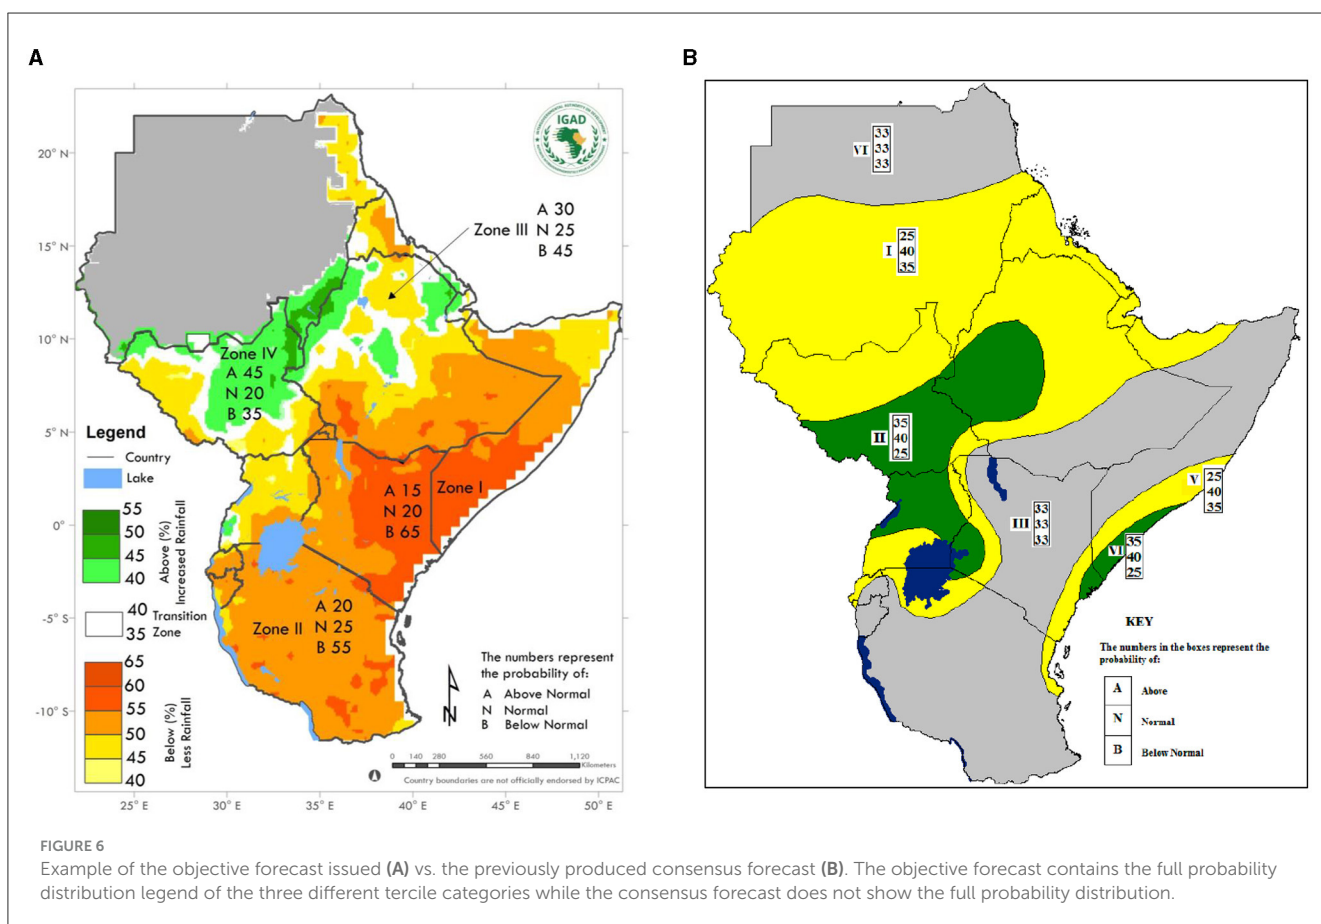 A
B
IGAD
20° N
15° N
10° N
5° N
0°
-5° S
-10° S
25° E
30° E
35° E
40° E
45° E
50° E
A 30
Zone III N 25
B 45
Zone IV
A 45
N 20
B 35
Zone I
A 15
N 20
B 65
A 20
Zone II N 25
B 55
Legend
Country
Lake
55
50
45
40
Above (%)
Increased Rainfall
40
35
Transition
Zone
65
60
55
50
45
40
Below (%)
Less Rainfall
The numbers represent
the probability of:
A Above Normal
N Normal
B Below Normal
N
0 140 280 560 840 1,120
Kilometers
Country boundaries are not officially endorsed by ICPAC
VI
33
33
33
I
25
40
35
II
35
40
25
III
33
33
33
V
25
40
35
VI
35
40
25
KEY
The numbers in the boxes represent the
probability of:
A Above
N Normal
B Below Normal
FIGURE 6
Example of the objective forecast issued (A) vs. the previously produced consensus forecast (B). The objective forecast contains the full probability
distribution legend of the three different tercile categories while the consensus forecast does not show the full probability distribution.